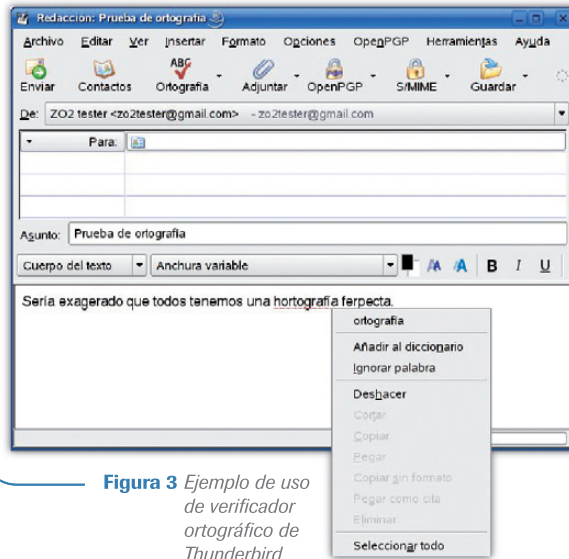 Redacción: Prueba de ortografía
Archivo Editar Ver Insertar Formato Opciones OpenPGP Herramientas Ayuda
ABC
Enviar Contactos Ortografía Adjuntar OpenPGP S/MIME Guardar
De: ZO2 tester <zo2tester@gmail.com> - zo2tester@gmail.com
Para:
Asunto: Prueba de ortografía
Cuerpo del texto Anchura variable A A B I U
Sería exagerado que todos tenemos una hortografía ferpecta.
ortografía
Añadir al diccionario
Ignorar palabra
Deshacer
Cortar
Copiar
Pegar
Copiar sin formato
Pegar como cita
Eliminar
Seleccionar todo
Figura 3 Ejemplo de uso
de verificador
ortográfico de
Thunderbird